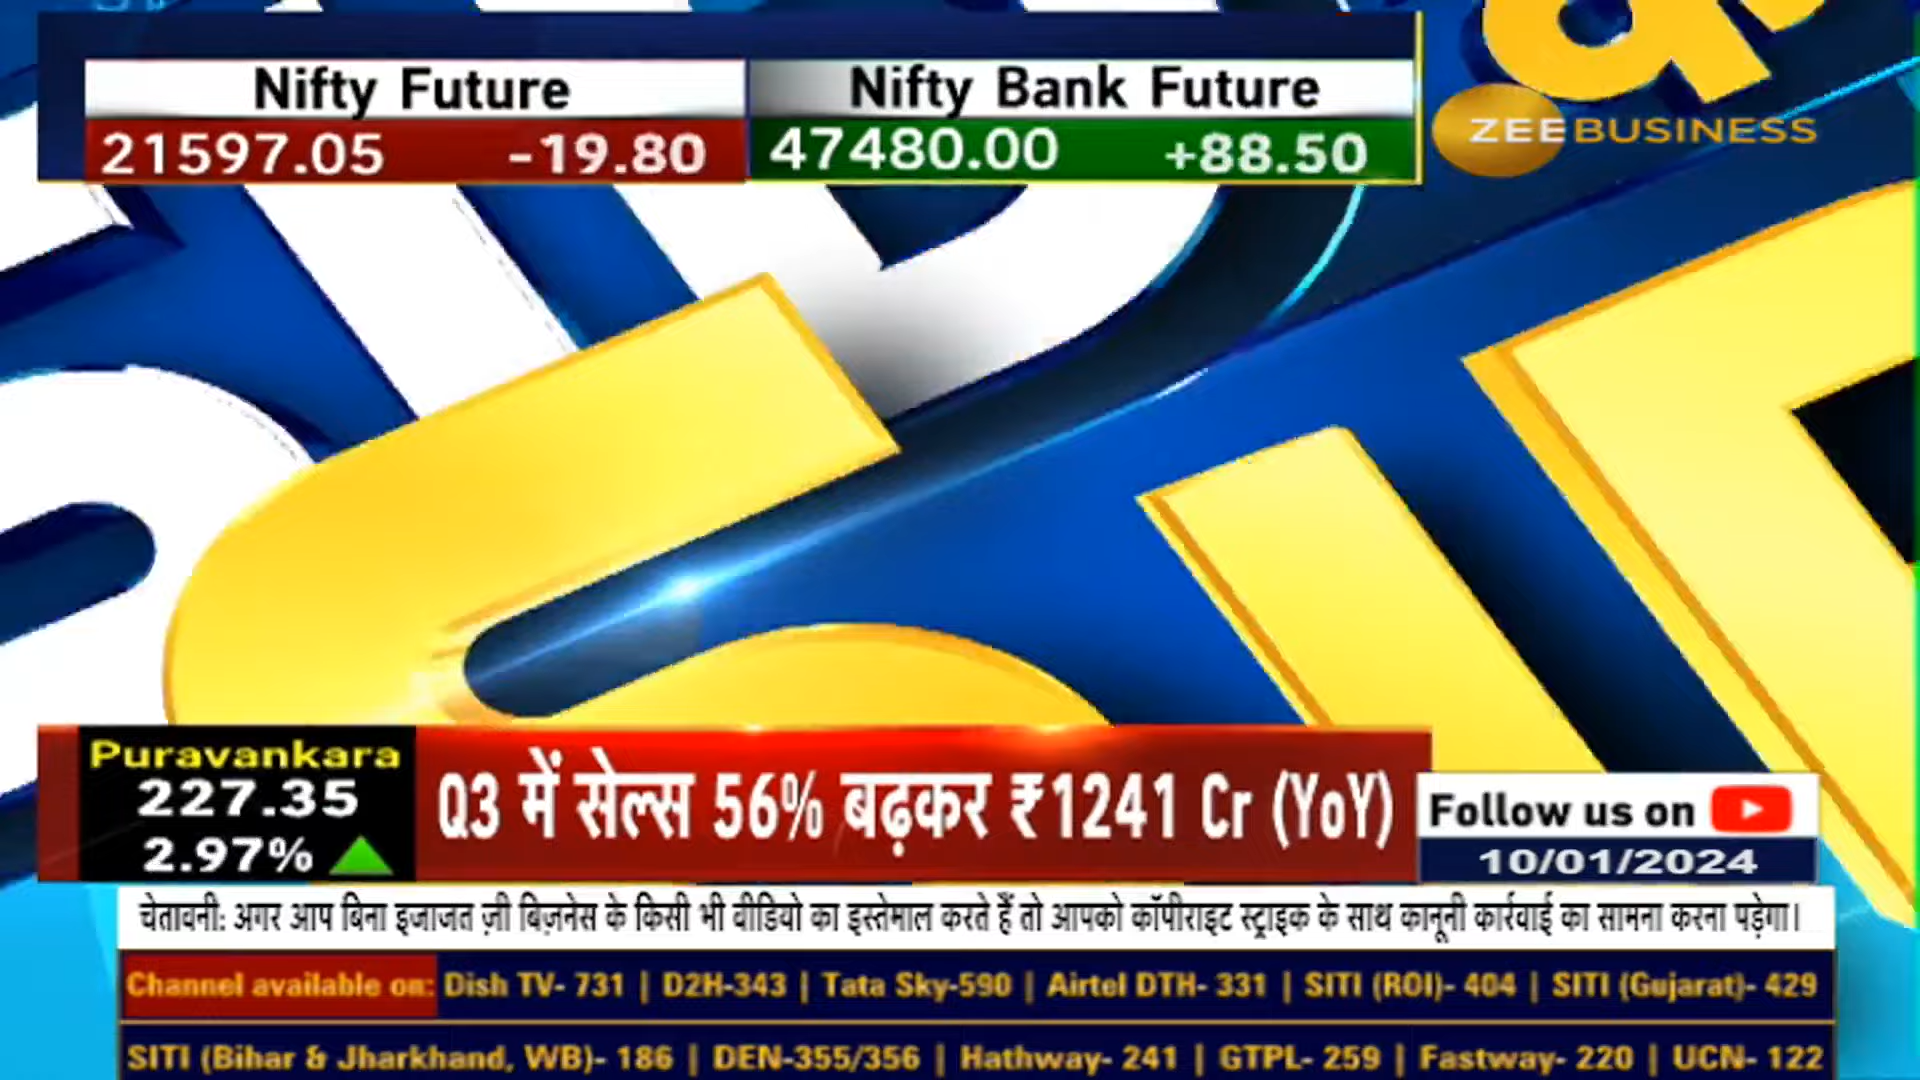 Nifty Future
21597.05 -19.80
Nifty Bank Future
47480.00 +88.50
ZEEBUSINESS
Puravankara
227.35
2.97%
Q3 में सेल्स 56% बढ़कर ₹1241 Cr (YoY)
Follow us on
10/01/2024
चेतावनी: अगर आप बिना इजाजत ज़ी बिज़नेस के किसी भी वीडियो का इस्तेमाल करते हैं तो आपको कॉपीराइट स्ट्राइक के साथ कानूनी कार्रवाई का सामना करना पड़ेगा।
Channel available on: Dish TV- 731 | D2H-343 | Tata Sky-590 | Airtel DTH- 331 | SITI (ROI)- 404 | SITI (Gujarat)- 429
SITI (Bihar & Jharkhand, WB)- 186 | DEN-355/356 | Hathway- 241 | GTPL- 259 | Fastway- 220 | UCN- 122